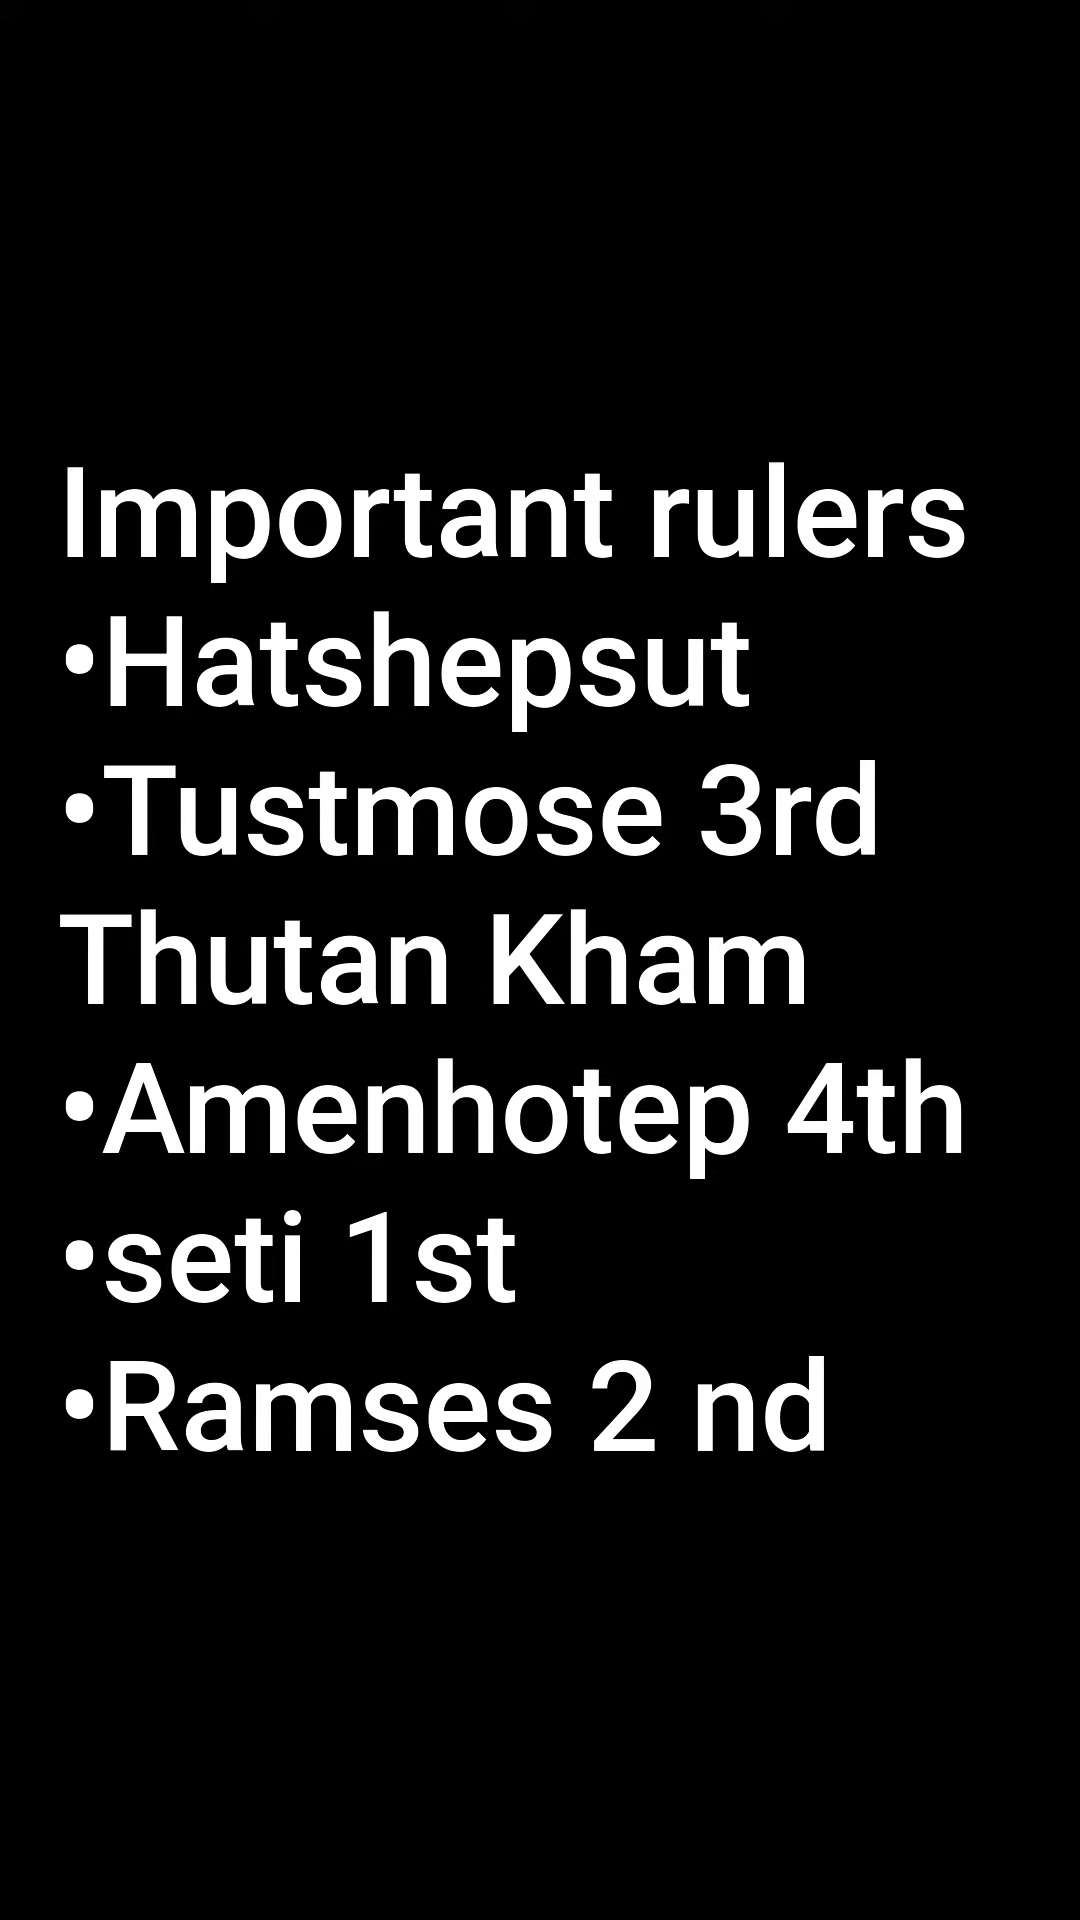 Important rulers
•Hatshepsut
•Tustmose 3rd
Thutan Kham
•Amenhotep 4th
•seti 1st
•Ramses 2 nd